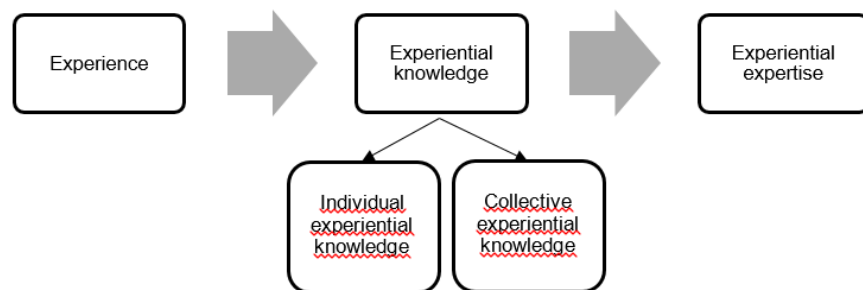 Experience
Experiential
knowledge
Experiential
expertise
Individual
experiential
knowledge
Collective
experiential
knowledge